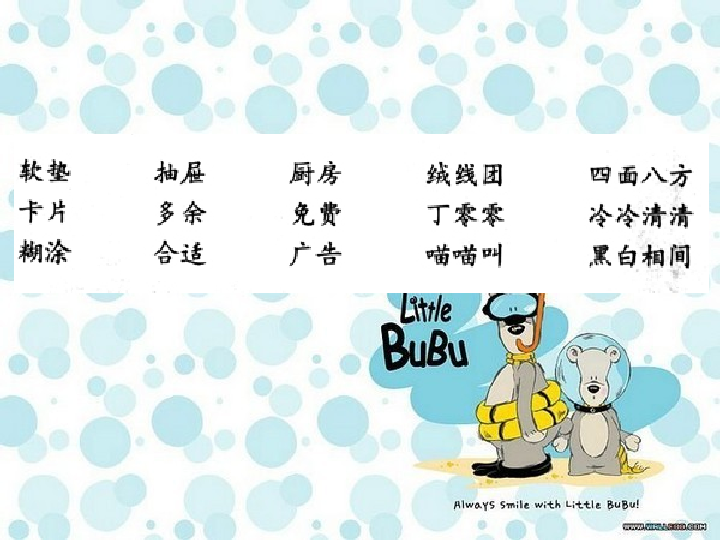 软垫 抽屉 厨房 绒线团 四面八方
卡片 多余 免费 丁零零 冷冷清清
糊涂 合适 广告 喵喵叫 黑白相间
Little
BuBu
Always Smile with Little BuBu!